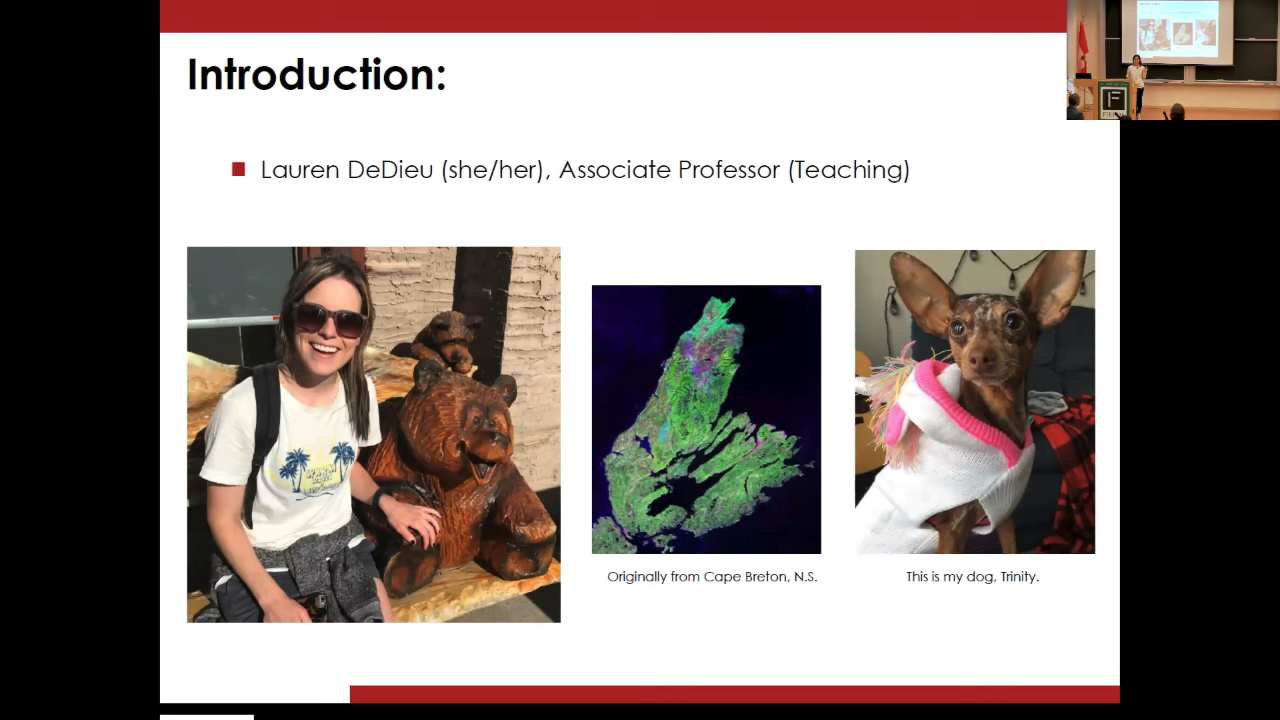 Introduction:
Lauren DeDieu (she/her), Associate Professor (Teaching)
Originally from Cape Breton, N.S.
This is my dog, Trinity.